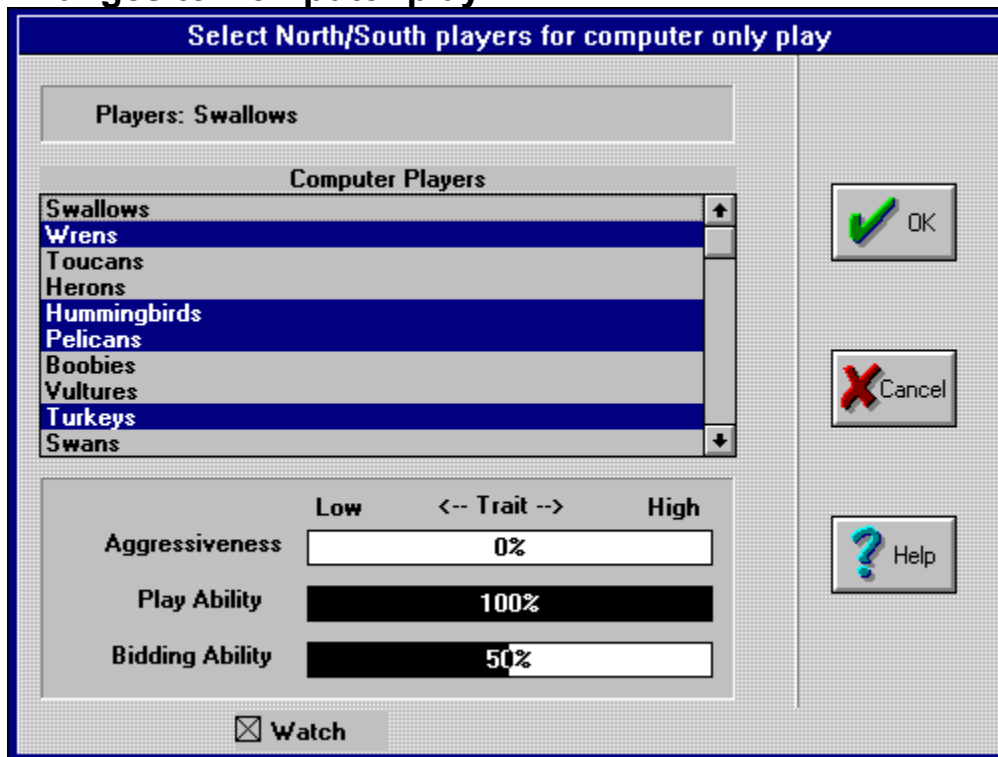 Select North/South players for computer only play
Players: Swallows
Computer Players
Swallows
Wrens
Toucans
Herons
Hummingbirds
Pelicans
Boobies
Vultures
Turkeys
Swans
Low <-- Trait --> High
Aggressiveness 0%
Play Ability 100%
Bidding Ability 50%
Watch
OK
Cancel
Help